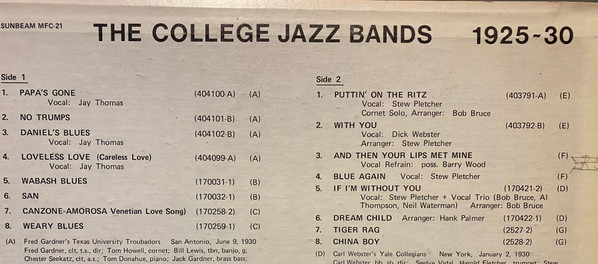 SUNBEAM MFC-21
THE COLLEGE JAZZ BANDS 1925-30
Side 1
1. PAPA'S GONE (404100-A) (A)
Vocal: Jay Thomas
2. NO TRUMPS (404101-B) (A)
3. DANIEL'S BLUES (404102-B) (A)
Vocal: Jay Thomas
4. LOVELESS LOVE (Careless Love) (404099-A) (A)
Vocal: Jay Thomas
5. WABASH BLUES (170031-1) (B)
6. SAN (170032-1) (B)
7. CANZONE-AMOROSA Venetian Love Song) (170258-2) (C)
8. WEARY BLUES (170259-1) (C)
(A) Fred Gardner's Texas University Troubadors San Antonio, June 9, 1930
Fred Gardner, clt, t.s., dir; Tom Howell, cornet; Bill Lewis, tbn, banjo, g;
Chester Seekatz, clt, a.s.; Tom Donahue, piano; Jack Gardner, brass bass;
Side 2
1. PUTTIN' ON THE RITZ (403791-A) (E)
Vocal: Stew Pletcher
Cornet Solo, Arranger: Bob Bruce
2. WITH YOU (403792-B) (E)
Vocal: Dick Webster
Arranger: Stew Pletcher
3. AND THEN YOUR LIPS MET MINE (F)
Vocal Refrain: poss. Barry Wood
4. BLUE AGAIN Vocal: Stew Pletcher (F)
5. IF I'M WITHOUT YOU (170421-2) (D)
Vocal: Stew Pletcher + Vocal Trio (Bob Bruce, Al
Thompson, Neil Waterman) Arranger: Bob Bruce
6. DREAM CHILD Arranger: Hank Palmer (170422-1) (D)
7. TIGER RAG (2527-2) (G)
8. CHINA BOY (2528-2) (G)
(D) Carl Webster's Yale Collegians New York, January 2, 1930